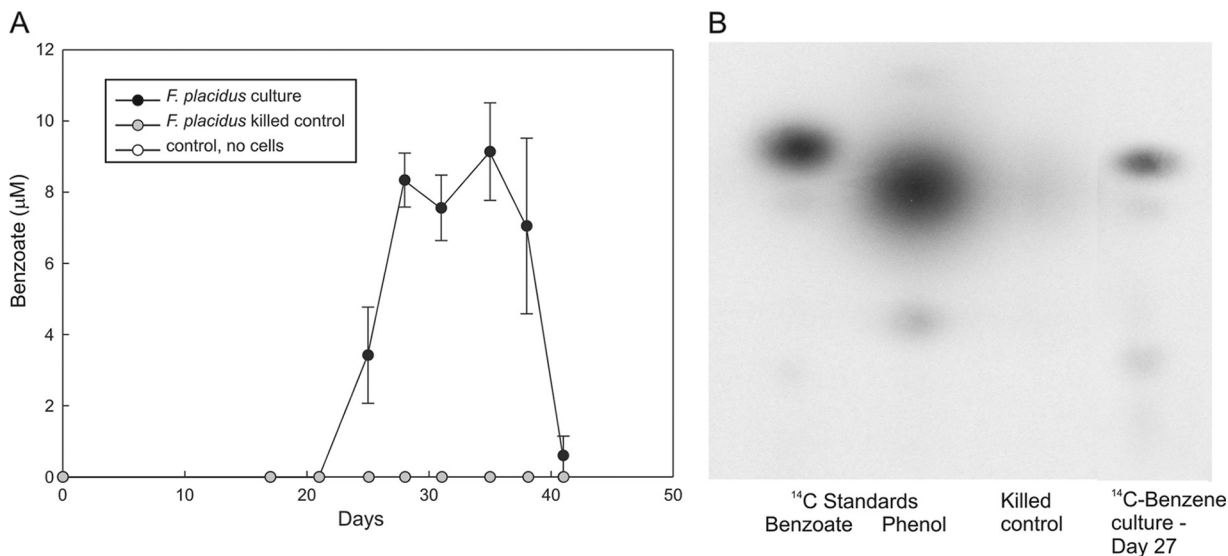 A
B
12
10
8
6
4
2
0
Benzoate (μM)
F. placidus culture
F. placidus killed control
control, no cells
0 10 20 30 40 50
Days
¹⁴C Standards
Benzoate Phenol
Killed
control
¹⁴C-Benzene
culture -
Day 27